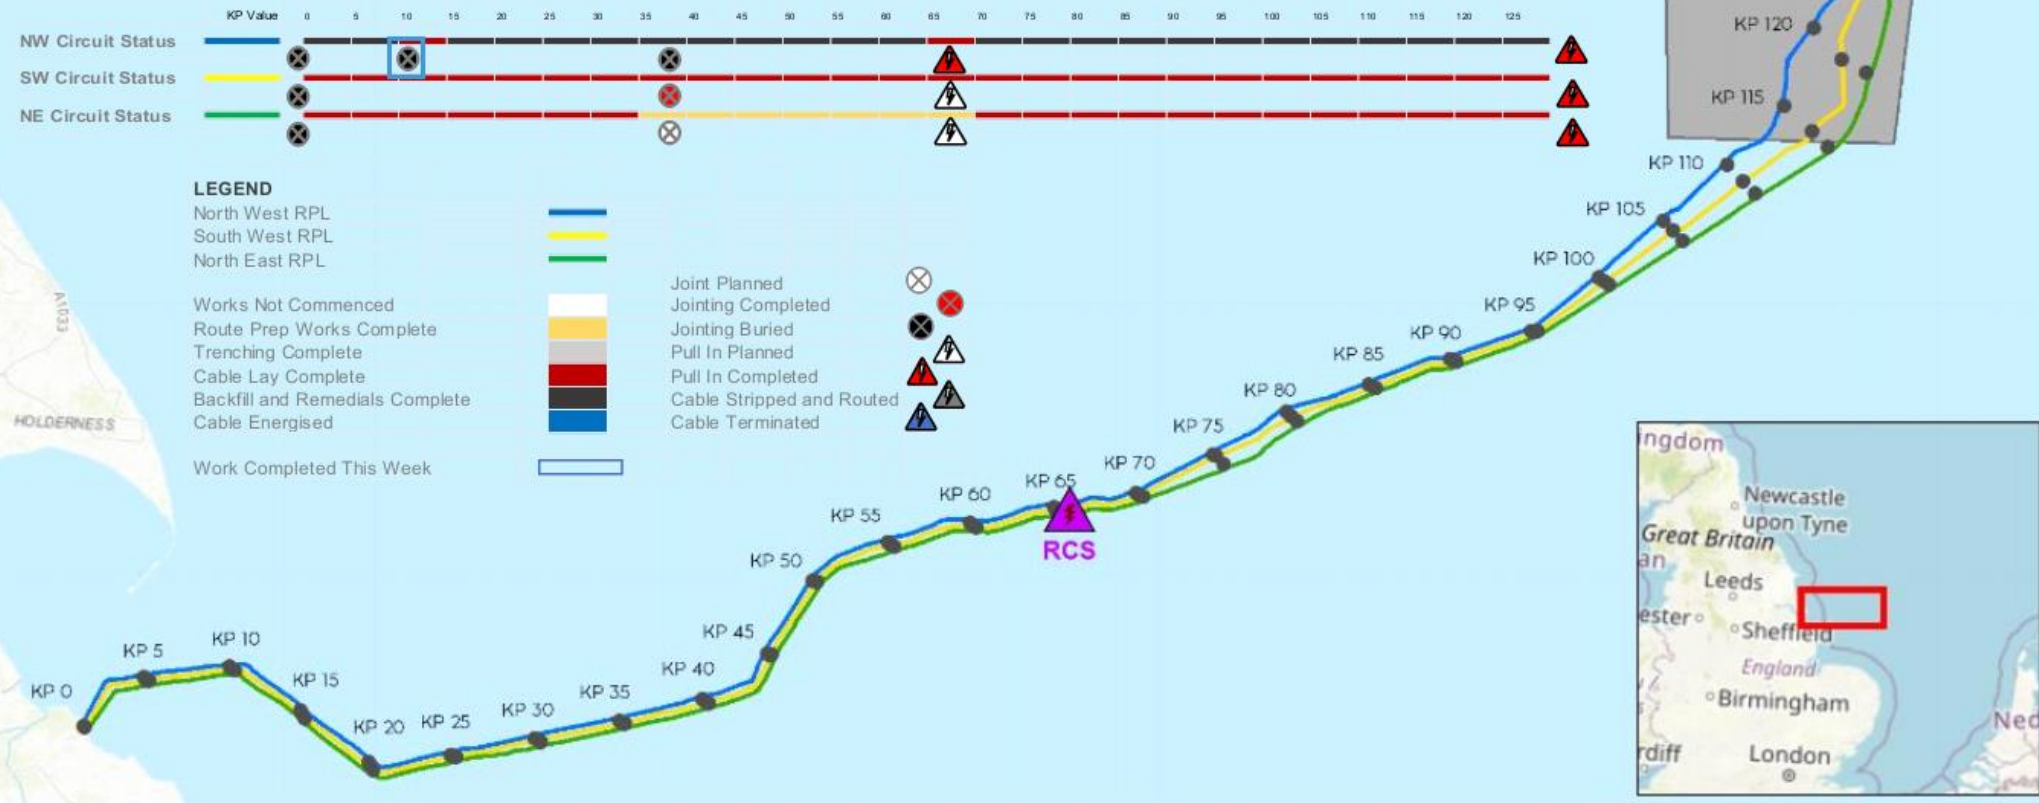 KP Value 0 5 10 15 20 25 30 35 40 45 50 55 60 65 70 75 80 85 90 95 100 105 110 115 120 125
NW Circuit Status
SW Circuit Status
NE Circuit Status
KP 120
KP 115
KP 110
KP 105
KP 100
KP 95
KP 90
KP 85
KP 80
KP 75
KP 70
KP 65
KP 60
KP 55
KP 50
KP 45
KP 40
KP 35
KP 30
KP 25
KP 20
KP 15
KP 10
KP 5
KP 0
RCS
A1033
HOLDERNESS
LEGEND
North West RPL
South West RPL
North East RPL
Works Not Commenced
Route Prep Works Complete
Trenching Complete
Cable Lay Complete
Backfill and Remedials Complete
Cable Energised
Work Completed This Week
Joint Planned
Jointing Completed
Jointing Buried
Pull In Planned
Pull In Completed
Cable Stripped and Routed
Cable Terminated
ingdom
Newcastle
upon Tyne
Great Britain
an
Leeds
ester
Sheffield
England
Birmingham
Ned
rdiff
London